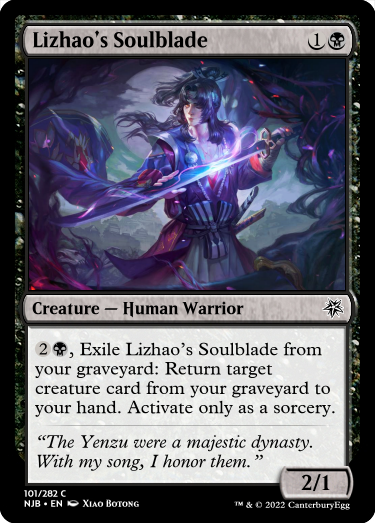 Lizhao's Soulblade 1
Creature — Human Warrior
2, Exile Lizhao's Soulblade from
your graveyard: Return target
creature card from your graveyard to
your hand. Activate only as a sorcery.
“The Yenzu were a majestic dynasty.
With my song, I honor them.”
2/1
101/282 C
NJB • EN Xiao Botong
™ & © 2022 CanterburyEgg